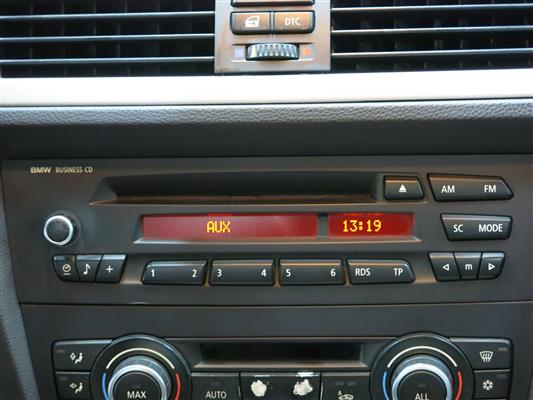 DTC
BMW BUSINESS CD
AM FM
AUX 13:19
SC MODE
1 2 3 4 5 6 RDS TP m
MAX AUTO ALL